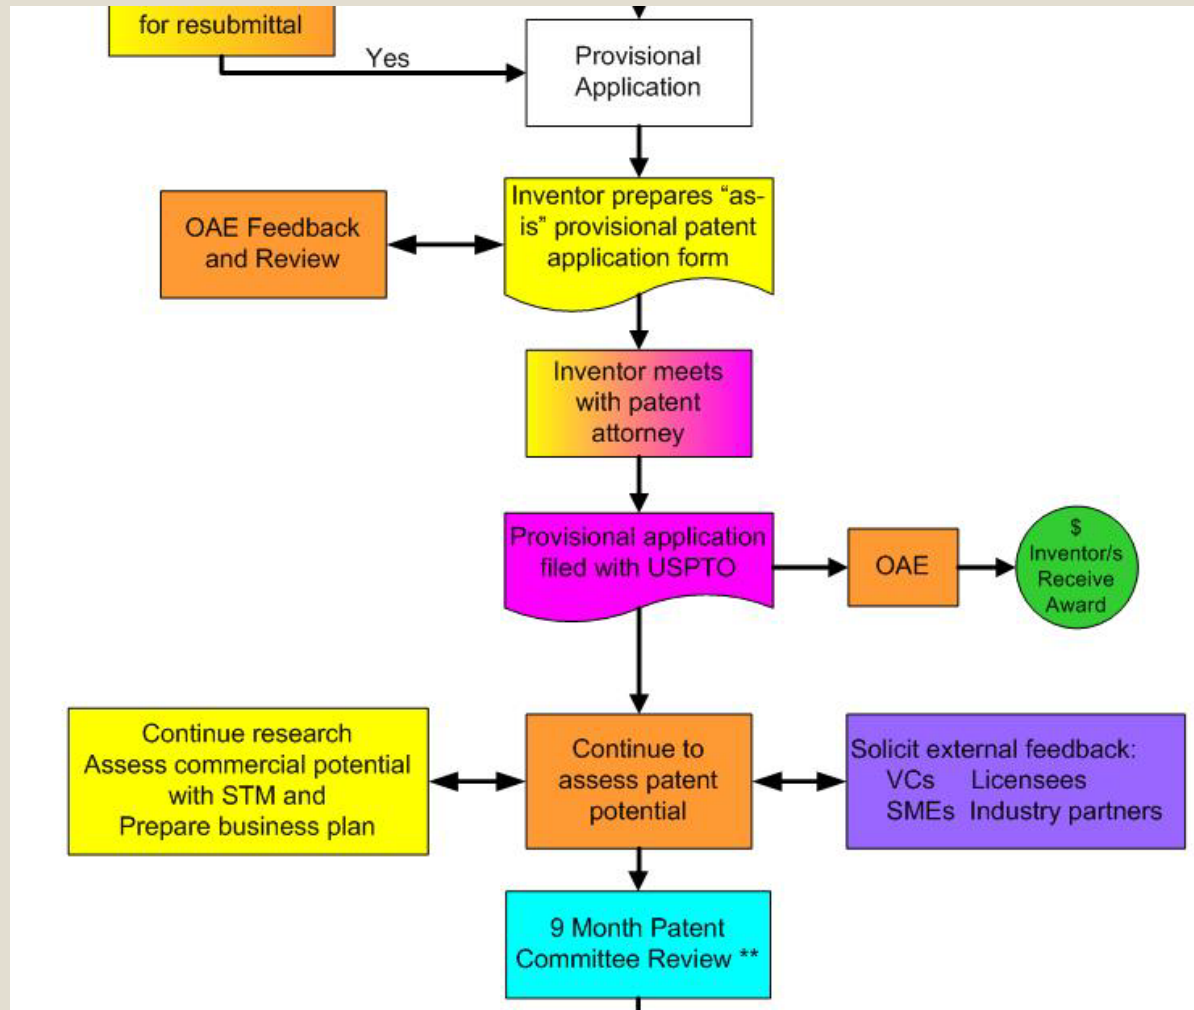 for resubmittal
Yes
Provisional
Application
Inventor prepares “as-
is” provisional patent
application form
OAE Feedback
and Review
Inventor meets
with patent
attorney
Provisional application
filed with USPTO
OAE
$
Inventor/s
Receive
Award
Continue research
Assess commercial potential
with STM and
Prepare business plan
Continue to
assess patent
potential
Solicit external feedback:
VCs Licensees
SMEs Industry partners
9 Month Patent
Committee Review **